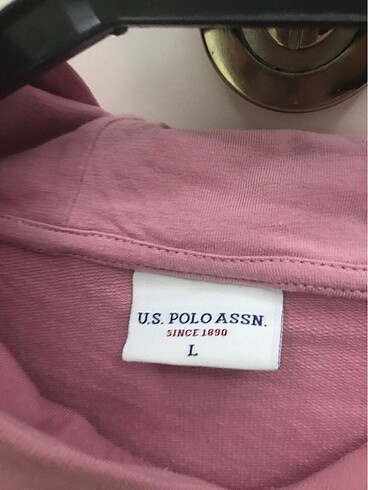 U.S. POLO ASSN.
SINCE 1890
L